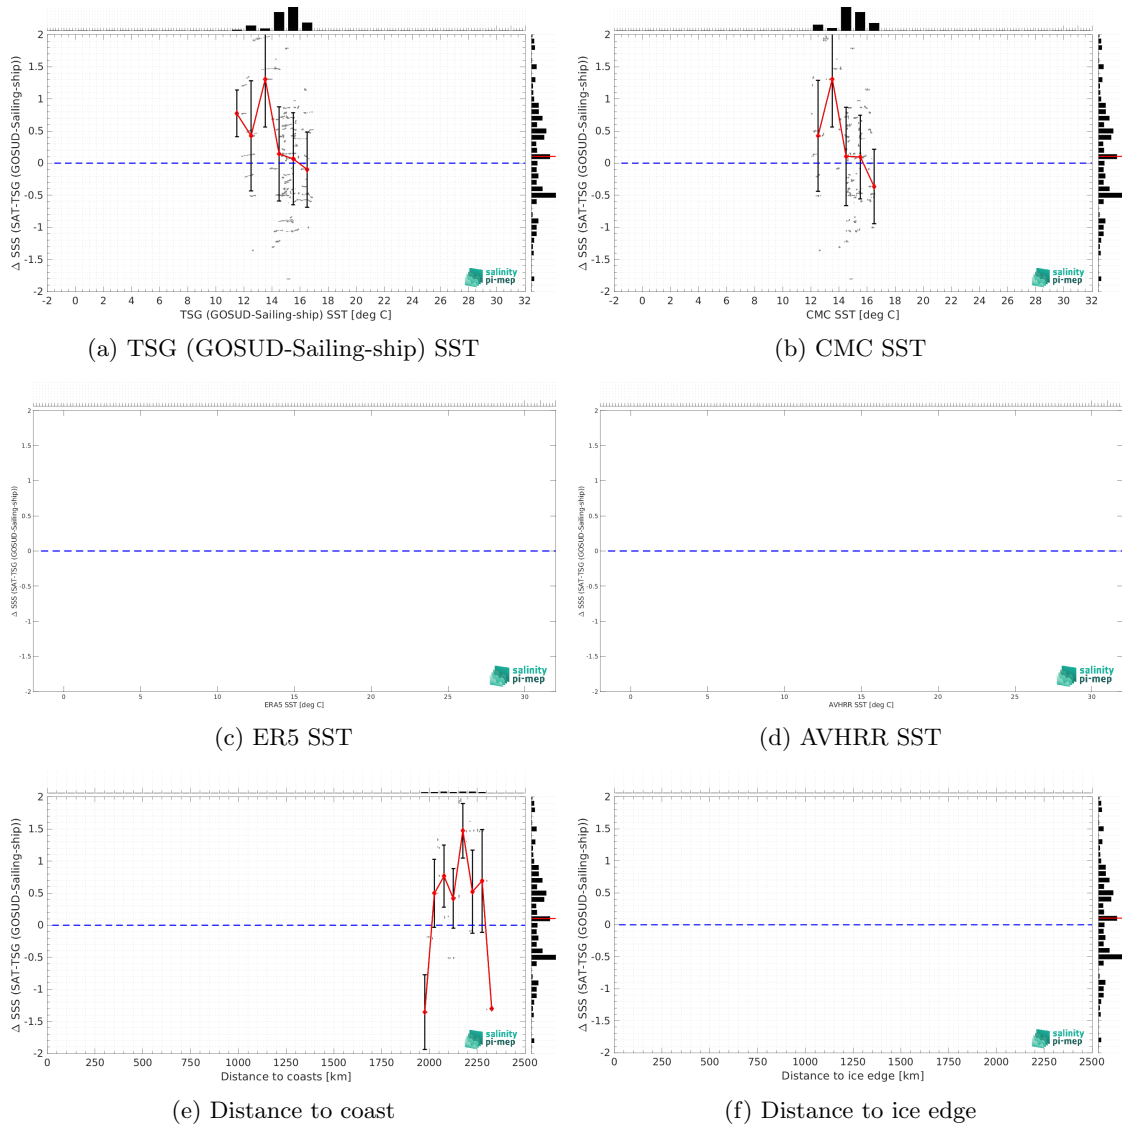 2
1.5
1
0.5
0
-0.5
-1
-1.5
-2
Δ SSS (SAT-TSG (GOSUD-Sailing-ship))
-2 0 2 4 6 8 10 12 14 16 18 20 22 24 26 28 30 32
TSG (GOSUD-Sailing-ship) SST [deg C]
salinity
pi-mep
(a) TSG (GOSUD-Sailing-ship) SST
2
1.5
1
0.5
0
-0.5
-1
-1.5
-2
Δ SSS (SAT-TSG (GOSUD-Sailing-ship))
-2 0 2 4 6 8 10 12 14 16 18 20 22 24 26 28 30 32
CMC SST [deg C]
salinity
pi-mep
(b) CMC SST
2
1.5
1
0.5
0
-0.5
-1
-1.5
-2
Δ SSS (SAT-TSG (GOSUD-Sailing-ship))
0 5 10 15 20 25 30
ERA5 SST [deg C]
salinity
pi-mep
(c) ER5 SST
2
1.5
1
0.5
0
-0.5
-1
-1.5
-2
Δ SSS (SAT-TSG (GOSUD-Sailing-ship))
0 5 10 15 20 25 30
AVHRR SST [deg C]
salinity
pi-mep
(d) AVHRR SST
2
1.5
1
0.5
0
-0.5
-1
-1.5
-2
Δ SSS (SAT-TSG (GOSUD-Sailing-ship))
0 250 500 750 1000 1250 1500 1750 2000 2250 2500
Distance to coasts [km]
salinity
pi-mep
(e) Distance to coast
2
1.5
1
0.5
0
-0.5
-1
-1.5
-2
Δ SSS (SAT-TSG (GOSUD-Sailing-ship))
0 250 500 750 1000 1250 1500 1750 2000 2250 2500
Distance to ice edge [km]
salinity
pi-mep
(f) Distance to ice edge